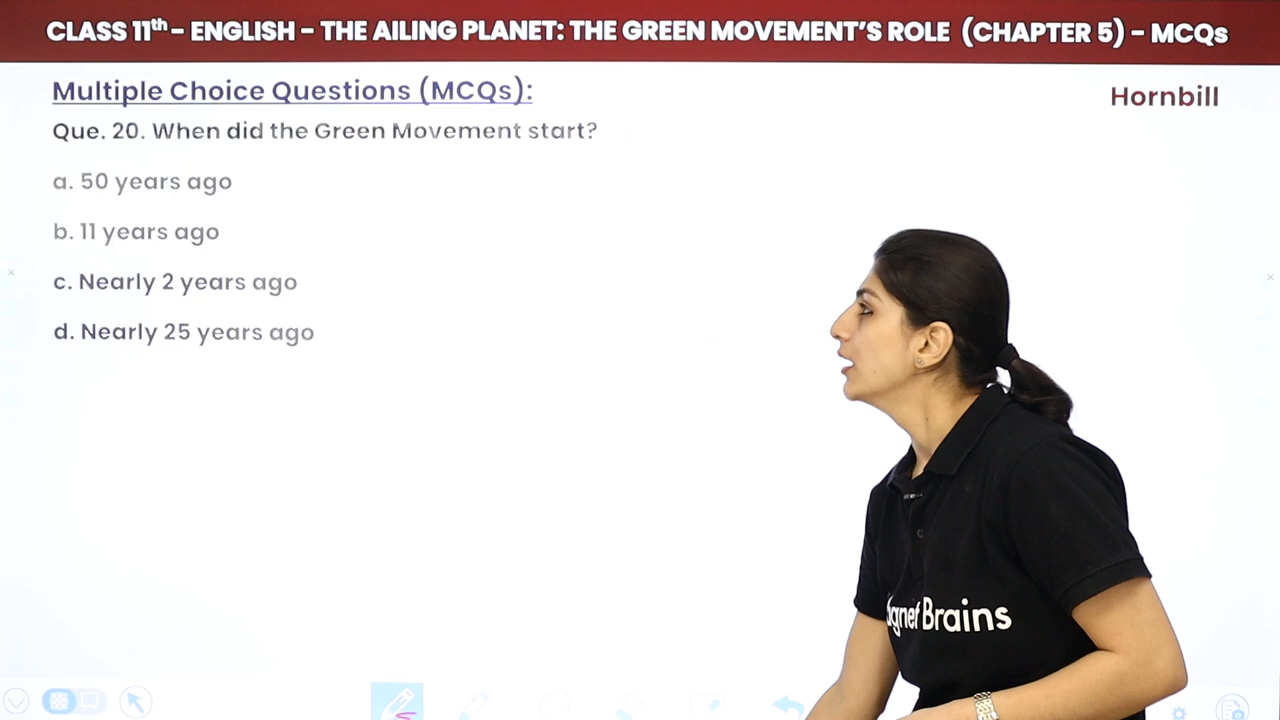 CLASS 11th - ENGLISH - THE AILING PLANET: THE GREEN MOVEMENT'S ROLE (CHAPTER 5) - MCQs
Multiple Choice Questions (MCQs):
Hornbill
Que. 20. When did the Green Movement start?
a. 50 years ago
b. 11 years ago
c. Nearly 2 years ago
d. Nearly 25 years ago
Brains